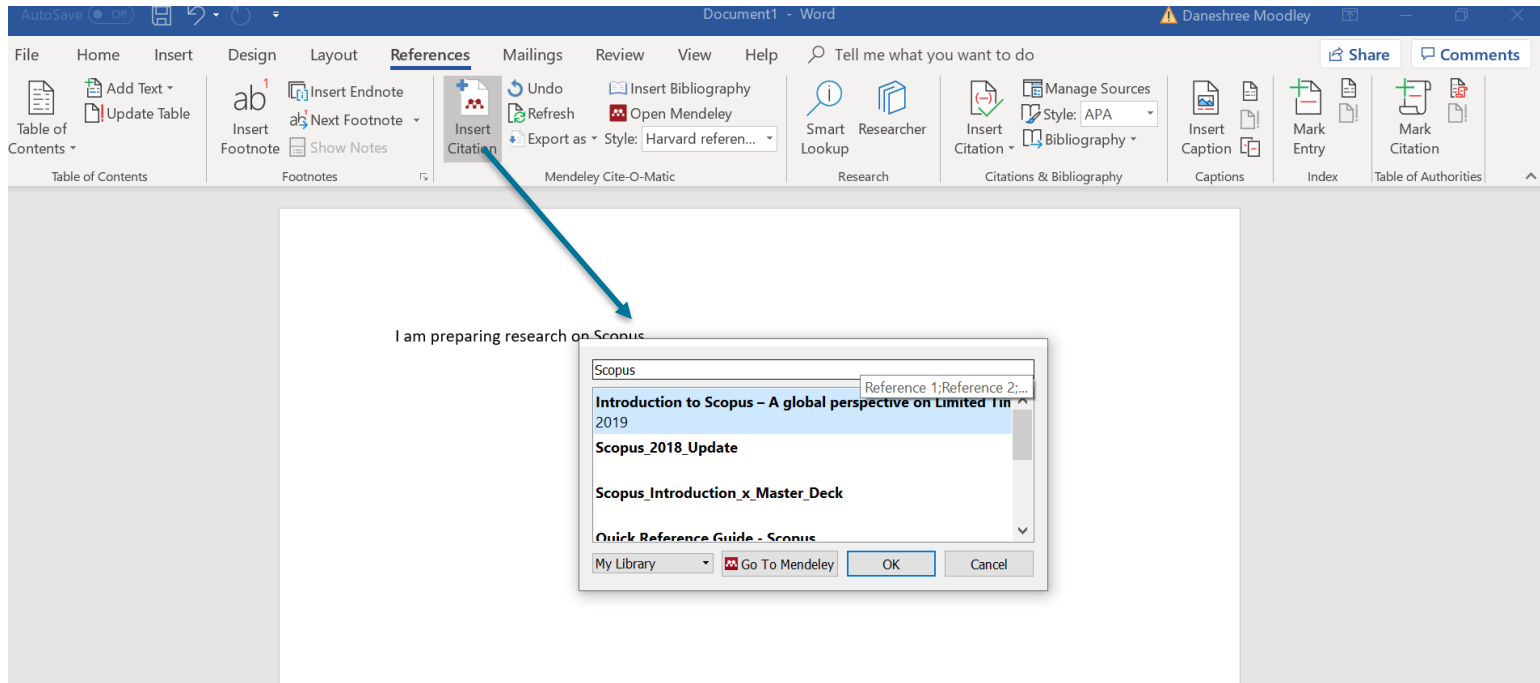 AutoSave Off Document1 - Word Daneshree Moodley
File Home Insert Design Layout References Mailings Review View Help Tell me what you want to do Share Comments
Table of
Contents
Add Text
Update Table
Table of Contents
ab1
Insert
Footnote
Insert Endnote
Next Footnote
Show Notes
Footnotes
Insert
Citation
Undo
Refresh
Export as
Insert Bibliography
Open Mendeley
Style: Harvard referen...
Mendeley Cite-O-Matic
Smart
Lookup
Researcher
Research
Insert
Citation
Manage Sources
Style: APA
Bibliography
Citations & Bibliography
Insert
Caption
Captions
Mark
Entry
Index
Mark
Citation
Table of Authorities
I am preparing research on Scopus
Scopus
Reference 1;Reference 2;...
Introduction to Scopus – A global perspective on Limited Tin
2019
Scopus_2018_Update
Scopus_Introduction_x_Master_Deck
Quick Reference Guide - Scopus
My Library Go To Mendeley OK Cancel